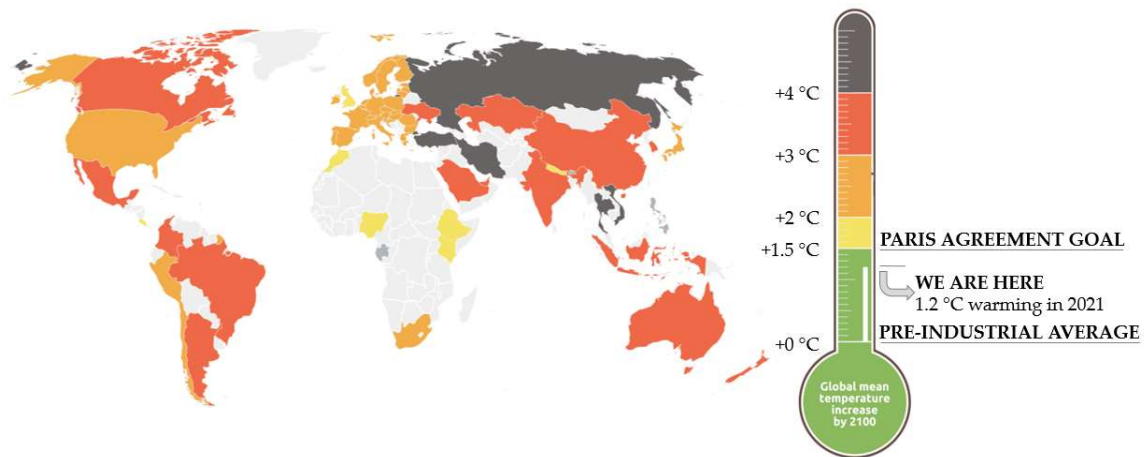 +4 °C
+3 °C
+2 °C
+1.5 °C
PARIS AGREEMENT GOAL
WE ARE HERE
1.2 °C warming in 2021
PRE-INDUSTRIAL AVERAGE
+0 °C
Global mean
temperature
increase
by 2100